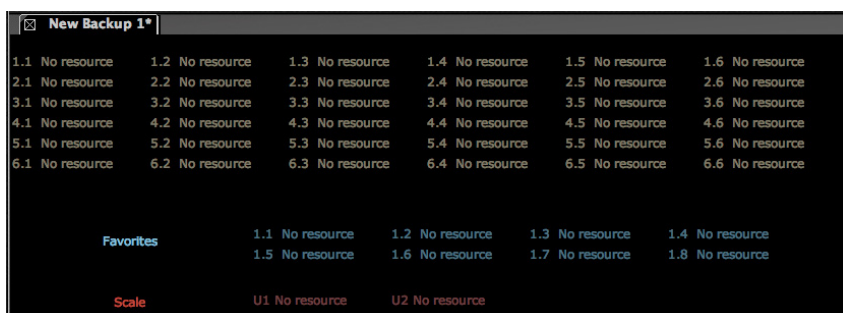 New Backup 1*
1.1 No resource 1.2 No resource 1.3 No resource 1.4 No resource 1.5 No resource 1.6 No resource
2.1 No resource 2.2 No resource 2.3 No resource 2.4 No resource 2.5 No resource 2.6 No resource
3.1 No resource 3.2 No resource 3.3 No resource 3.4 No resource 3.5 No resource 3.6 No resource
4.1 No resource 4.2 No resource 4.3 No resource 4.4 No resource 4.5 No resource 4.6 No resource
5.1 No resource 5.2 No resource 5.3 No resource 5.4 No resource 5.5 No resource 5.6 No resource
6.1 No resource 6.2 No resource 6.3 No resource 6.4 No resource 6.5 No resource 6.6 No resource
Favorites
1.1 No resource 1.2 No resource 1.3 No resource 1.4 No resource
1.5 No resource 1.6 No resource 1.7 No resource 1.8 No resource
Scale U1 No resource U2 No resource